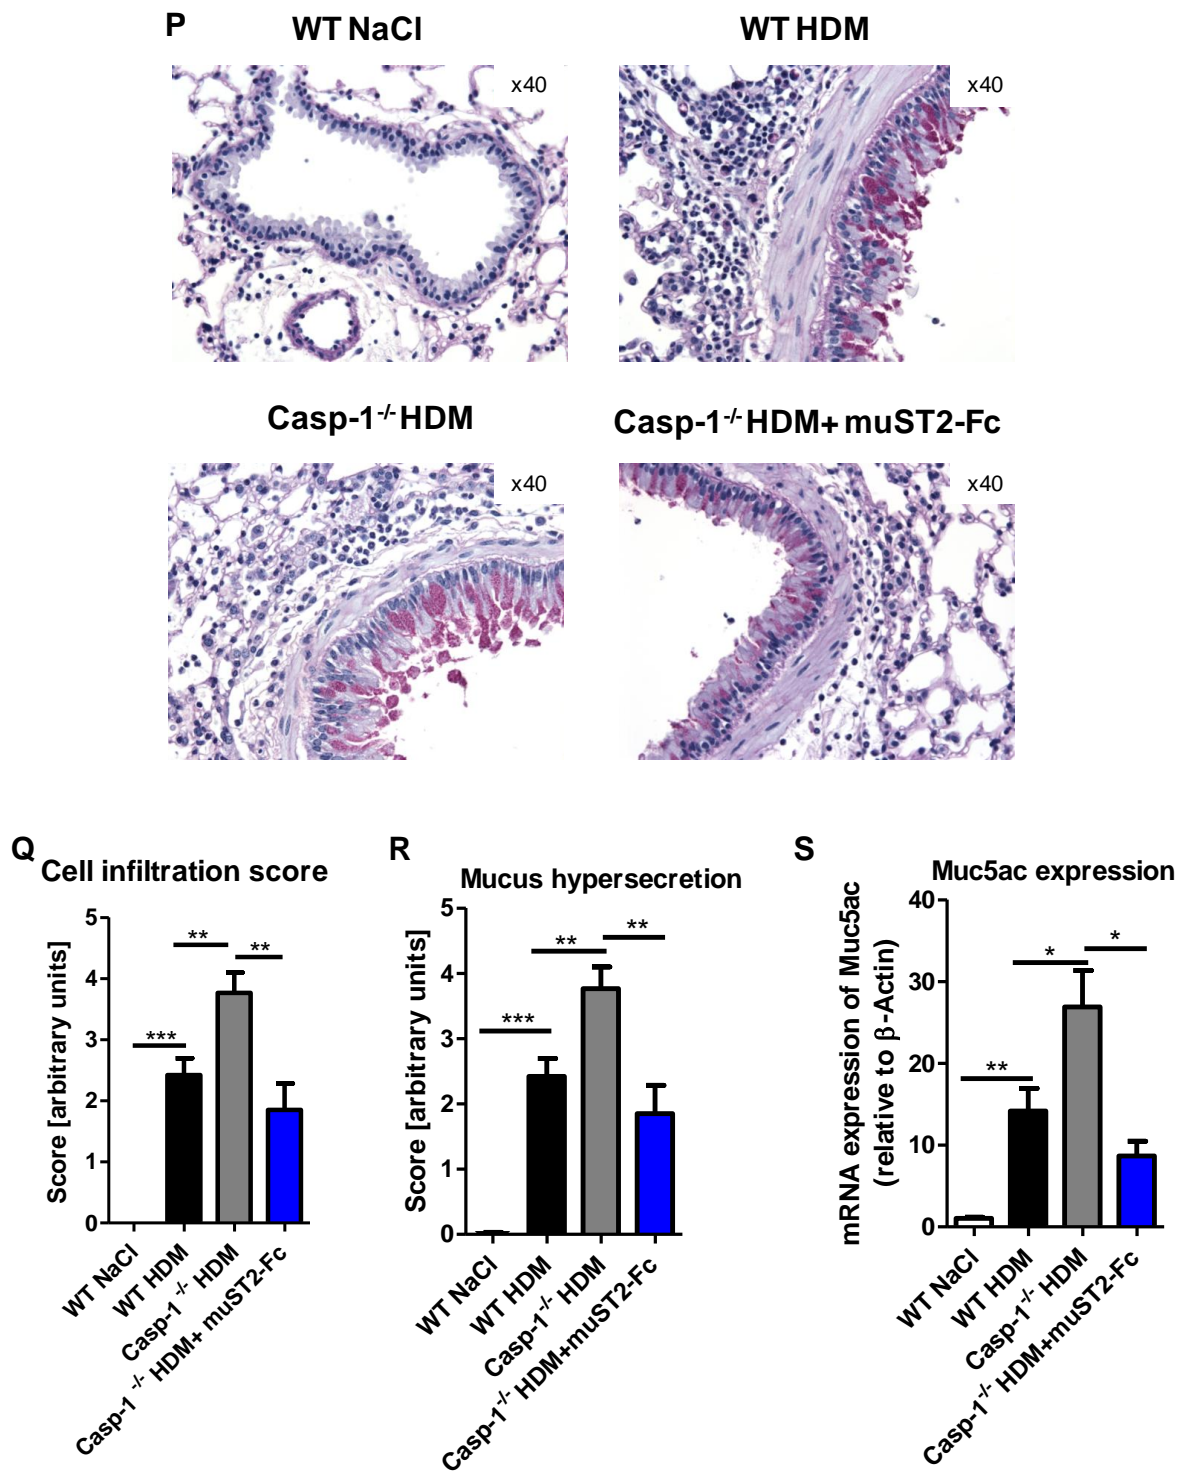 P
WT NaCl
WT HDM
x40
x40
Casp-1-/- HDM
Casp-1-/- HDM+ muST2-Fc
x40
x40
Q
Cell infiltration score
Score [arbitrary units]
5
4
3
2
1
0
***
**
**
WT NaCl
WT HDM
Casp-1 -/- HDM
Casp-1 -/- HDM+ muST2-Fc
R
Mucus hypersecretion
Score [arbitrary units]
5
4
3
2
1
0
***
**
**
WT NaCl
WT HDM
Casp-1-/- HDM
Casp-1-/- HDM+muST2-Fc
S
Muc5ac expression
mRNA expression of Muc5ac
(relative to β-Actin)
40
30
20
10
0
**
*
*
WT NaCl
WT HDM
Casp-1-/- HDM
Casp-1-/- HDM+muST2-Fc